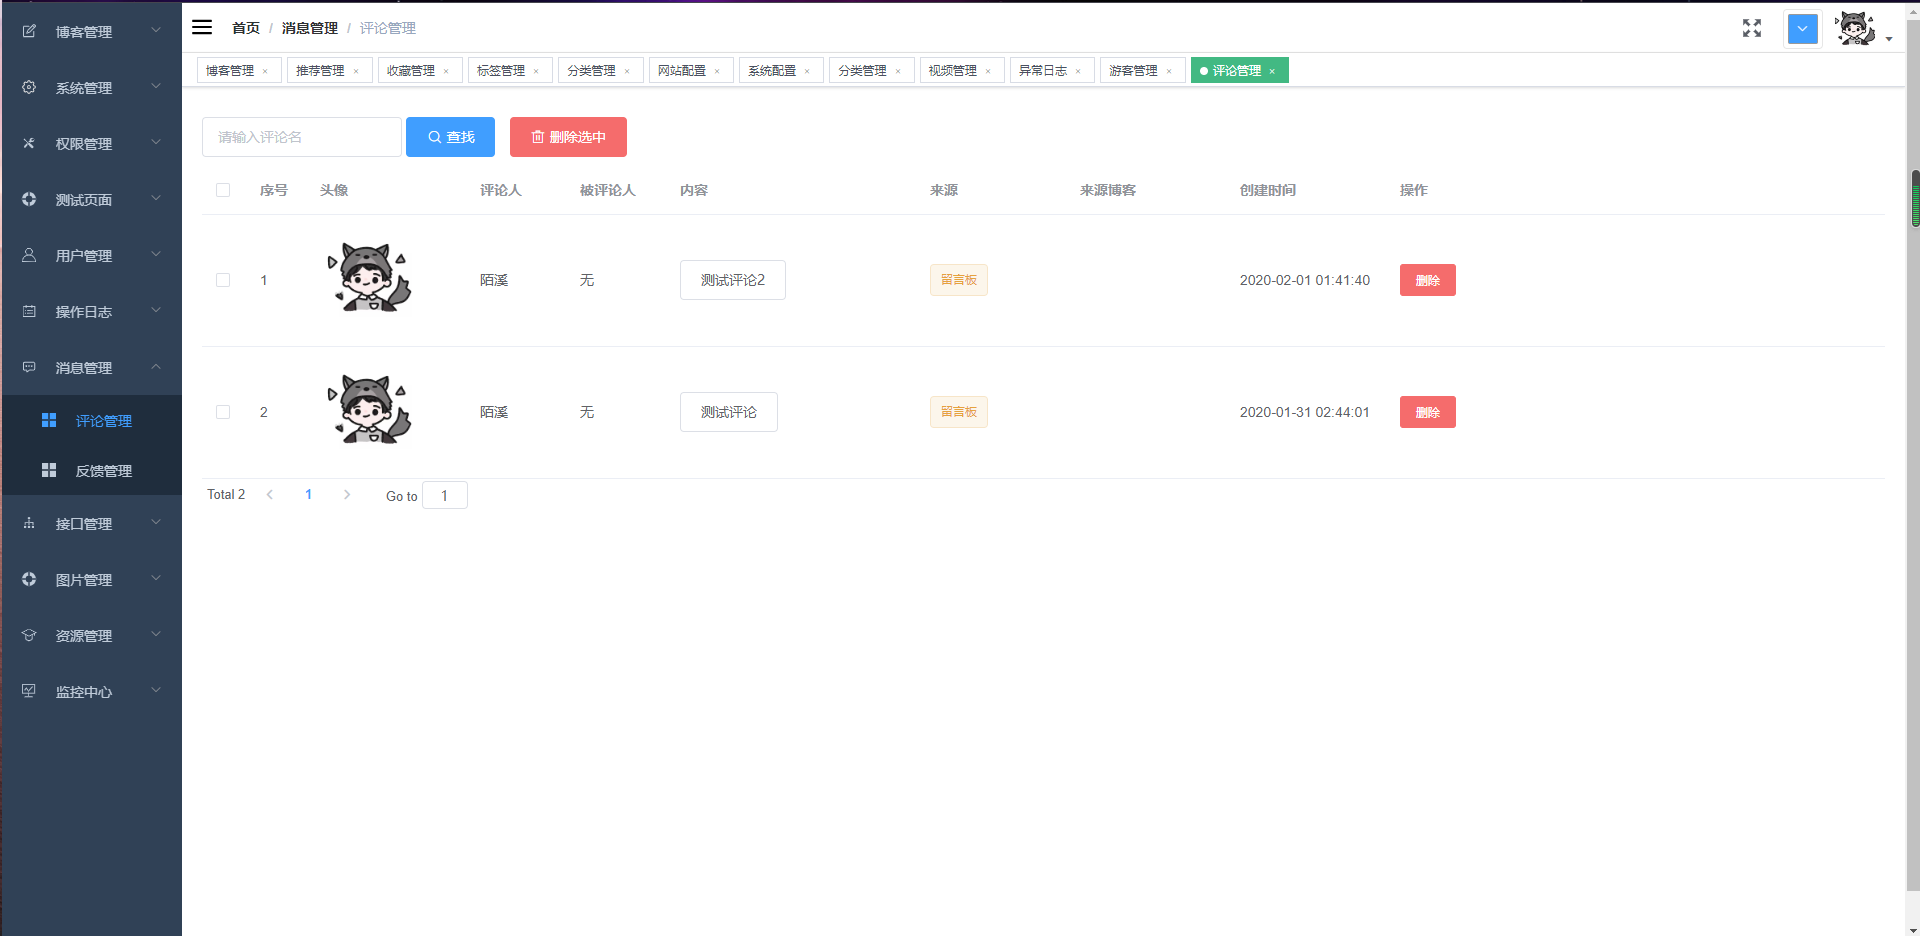 博客管理
系统管理
权限管理
测试页面
用户管理
操作日志
消息管理
评论管理
反馈管理
接口管理
图片管理
资源管理
监控中心
首页 / 消息管理 / 评论管理
博客管理 × 推荐管理 × 收藏管理 × 标签管理 × 分类管理 × 网站配置 × 系统配置 × 分类管理 × 视频管理 × 异常日志 × 游客管理 × 评论管理 ×
请输入评论名 查找 删除选中
序号 头像 评论人 被评论人 内容 来源 来源博客 创建时间 操作
1 陌溪 无 测试评论2 留言板 2020-02-01 01:41:40 删除
2 陌溪 无 测试评论 留言板 2020-01-31 02:44:01 删除
Total 2 1 Go to 1